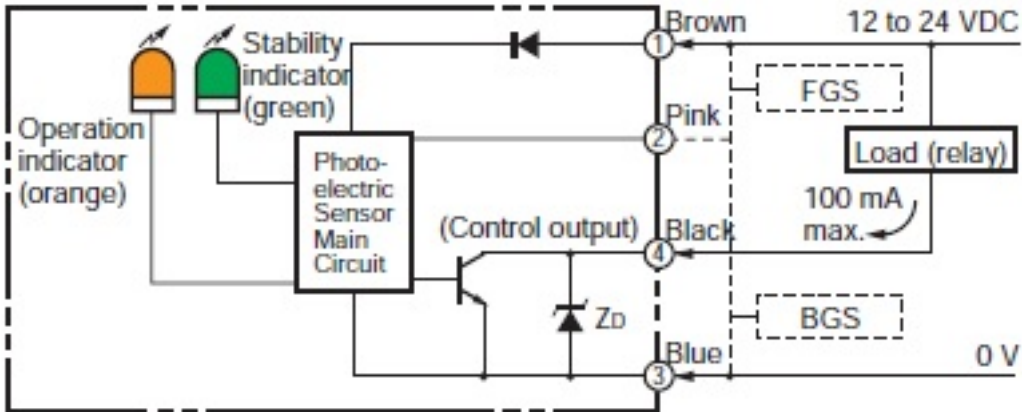 Brown
12 to 24 VDC
1
Stability
indicator
(green)
FGS
Pink
2
Operation
indicator
(orange)
Photo-
electric
Sensor
Main
Circuit
Load (relay)
100 mA
max.
(Control output)
Black
4
ZD
BGS
Blue
0 V
3